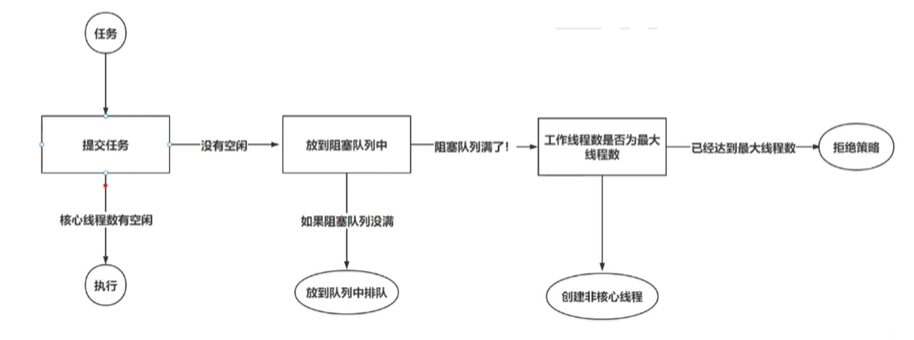 任务
提交任务
没有空闲
放到阻塞队列中
阻塞队列满了!
工作线程数是否为最大
线程数
已经达到最大线程数
拒绝策略
核心线程数有空闲
如果阻塞队列没满
执行
放到队列中排队
创建非核心线程